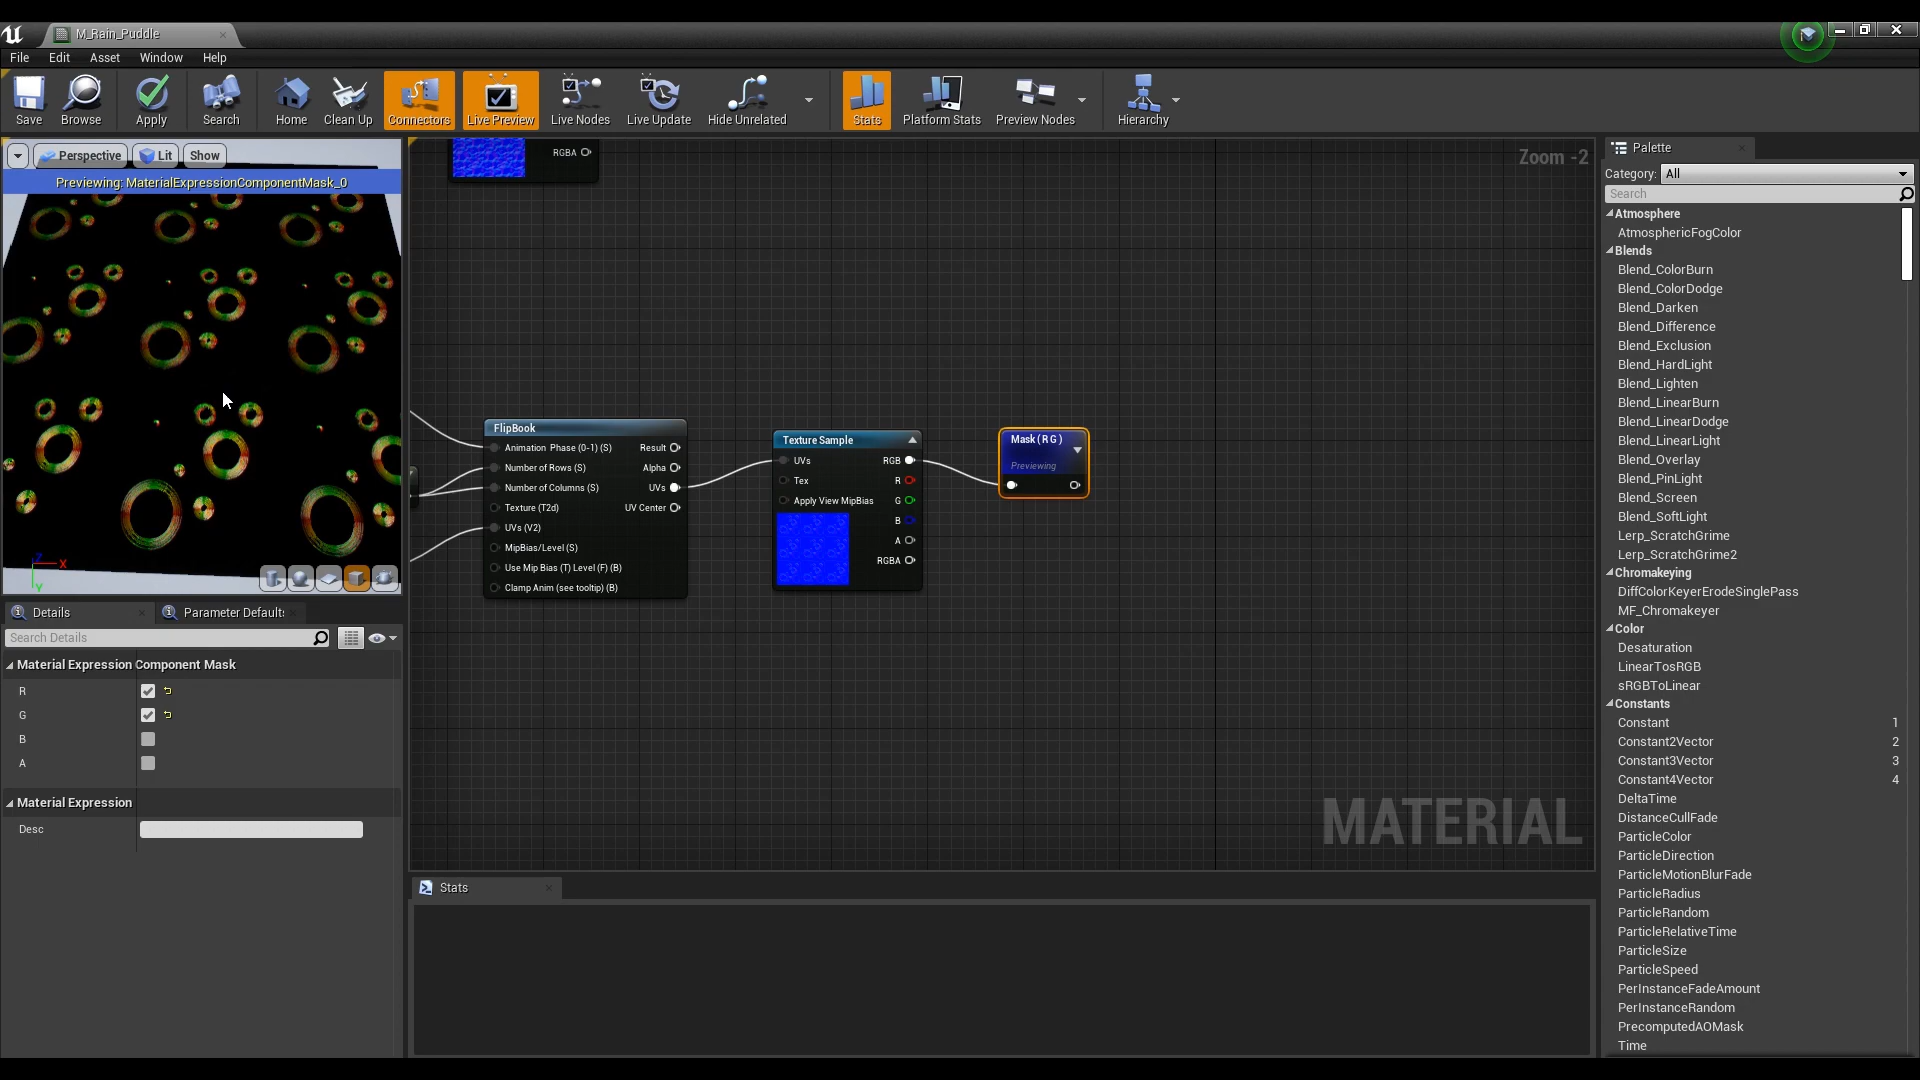 M_Rain_Puddle
File Edit Asset Window Help
Save Browse Apply Search Home Clean Up Connectors Live Preview Live Nodes Live Update Hide Unrelated Stats Platform Stats Preview Nodes Hierarchy
Perspective Lit Show
Previewing: MaterialExpressionComponentMask_0
X
Z
Y
Details
Parameter Default:
Search Details
Material Expression Component Mask
R
G
B
A
Material Expression
Desc
RGBA
Zoom -2
FlipBook
Animation Phase (0-1) (S) Result
Number of Rows (S) Alpha
Number of Columns (S) UVs
Texture (T2d) UV Center
UVs (V2)
MipBias/Level (S)
Use Mip Bias (T) Level (F) (B)
Clamp Anim (see tooltip) (B)
Texture Sample
UVs RGB
Tex R
Apply View MipBias G
B
A
RGBA
Mask ( R G )
Previewing
MATERIAL
Stats
Palette
Category: All
Search
Atmosphere
AtmosphericFogColor
Blends
Blend_ColorBurn
Blend_ColorDodge
Blend_Darken
Blend_Difference
Blend_Exclusion
Blend_HardLight
Blend_Lighten
Blend_LinearBurn
Blend_LinearDodge
Blend_LinearLight
Blend_Overlay
Blend_PinLight
Blend_Screen
Blend_SoftLight
Lerp_ScratchGrime
Lerp_ScratchGrime2
Chromakeying
DiffColorKeyerErodeSinglePass
MF_Chromakeyer
Color
Desaturation
LinearTosRGB
sRGBToLinear
Constants
Constant 1
Constant2Vector 2
Constant3Vector 3
Constant4Vector 4
DeltaTime
DistanceCullFade
ParticleColor
ParticleDirection
ParticleMotionBlurFade
ParticleRadius
ParticleRandom
ParticleRelativeTime
ParticleSize
ParticleSpeed
PerInstanceFadeAmount
PerInstanceRandom
PrecomputedAOMask
Time